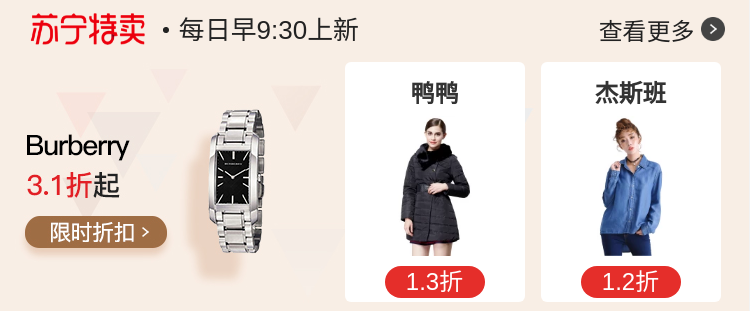 苏宁特卖 • 每日早9:30上新
查看更多
Burberry
3.1折起
限时折扣
鸭鸭
1.3折
杰斯班
1.2折